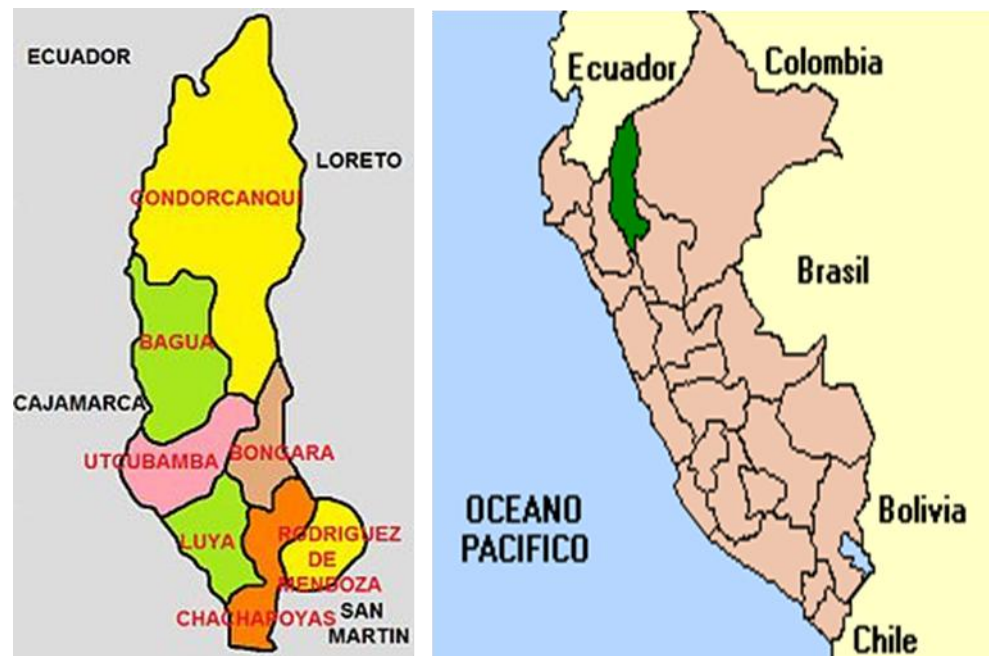 ECUADOR
LORETO
CONDORCANQUI
BAGUA
CAJAMARCA
UTCUBAMBA
BONGARA
LUYA
RODRIGUEZ
DE
MENDOZA
CHACHAPOYAS
SAN
MARTIN
Ecuador
Colombia
Brasil
OCEANO
PACIFICO
Bolivia
Chile